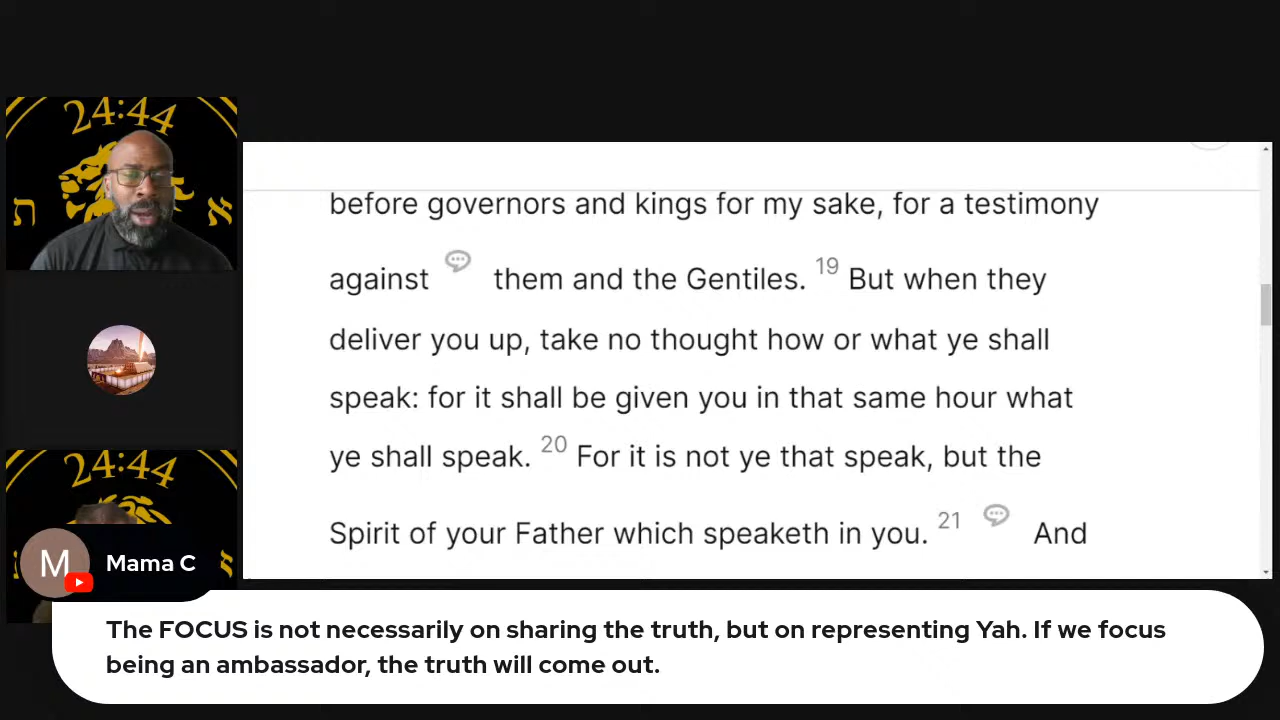 24:44
ת
א
before governors and kings for my sake, for a testimony
against them and the Gentiles. 19 But when they
deliver you up, take no thought how or what ye shall
speak: for it shall be given you in that same hour what
ye shall speak. 20 For it is not ye that speak, but the
Spirit of your Father which speaketh in you. 21 And
24:44
א
M
Mama C
The FOCUS is not necessarily on sharing the truth, but on representing Yah. If we focus
being an ambassador, the truth will come out.